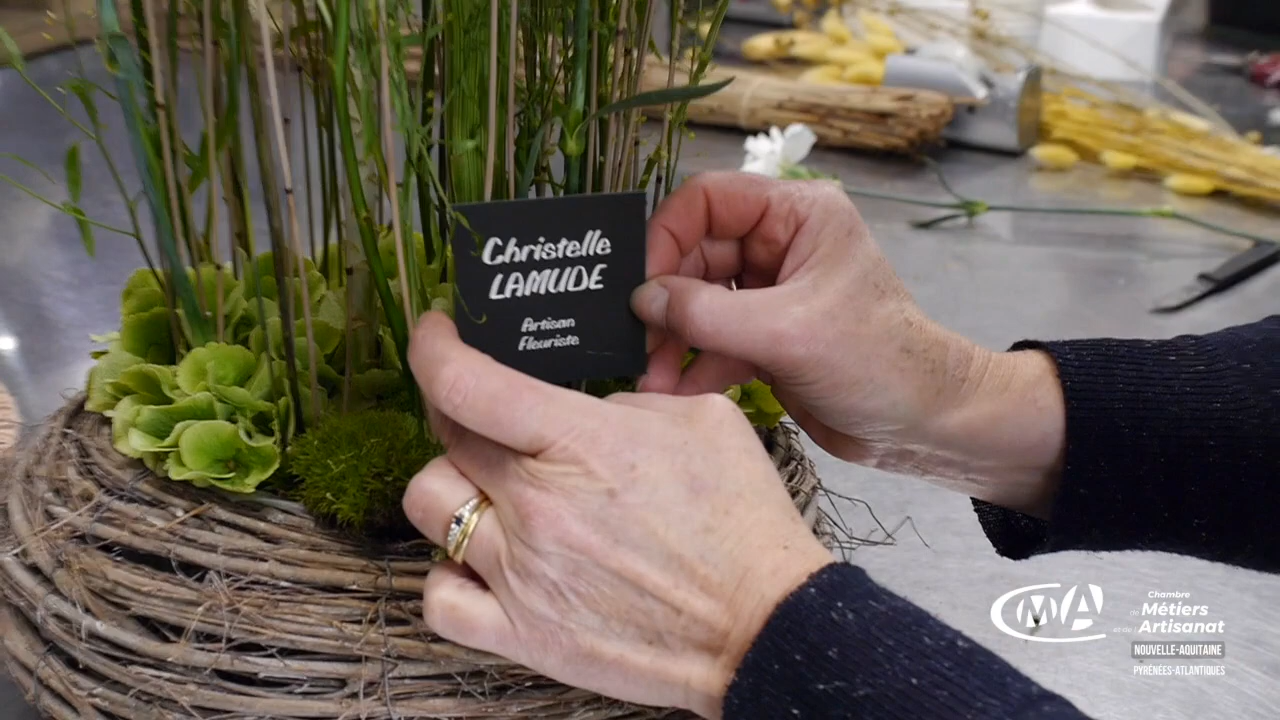 Christelle
LAMUDE
Artisan
Fleuriste
CMA
Chambre
de Métiers
et de l'Artisanat
NOUVELLE-AQUITAINE
PYRÉNÉES-ATLANTIQUES